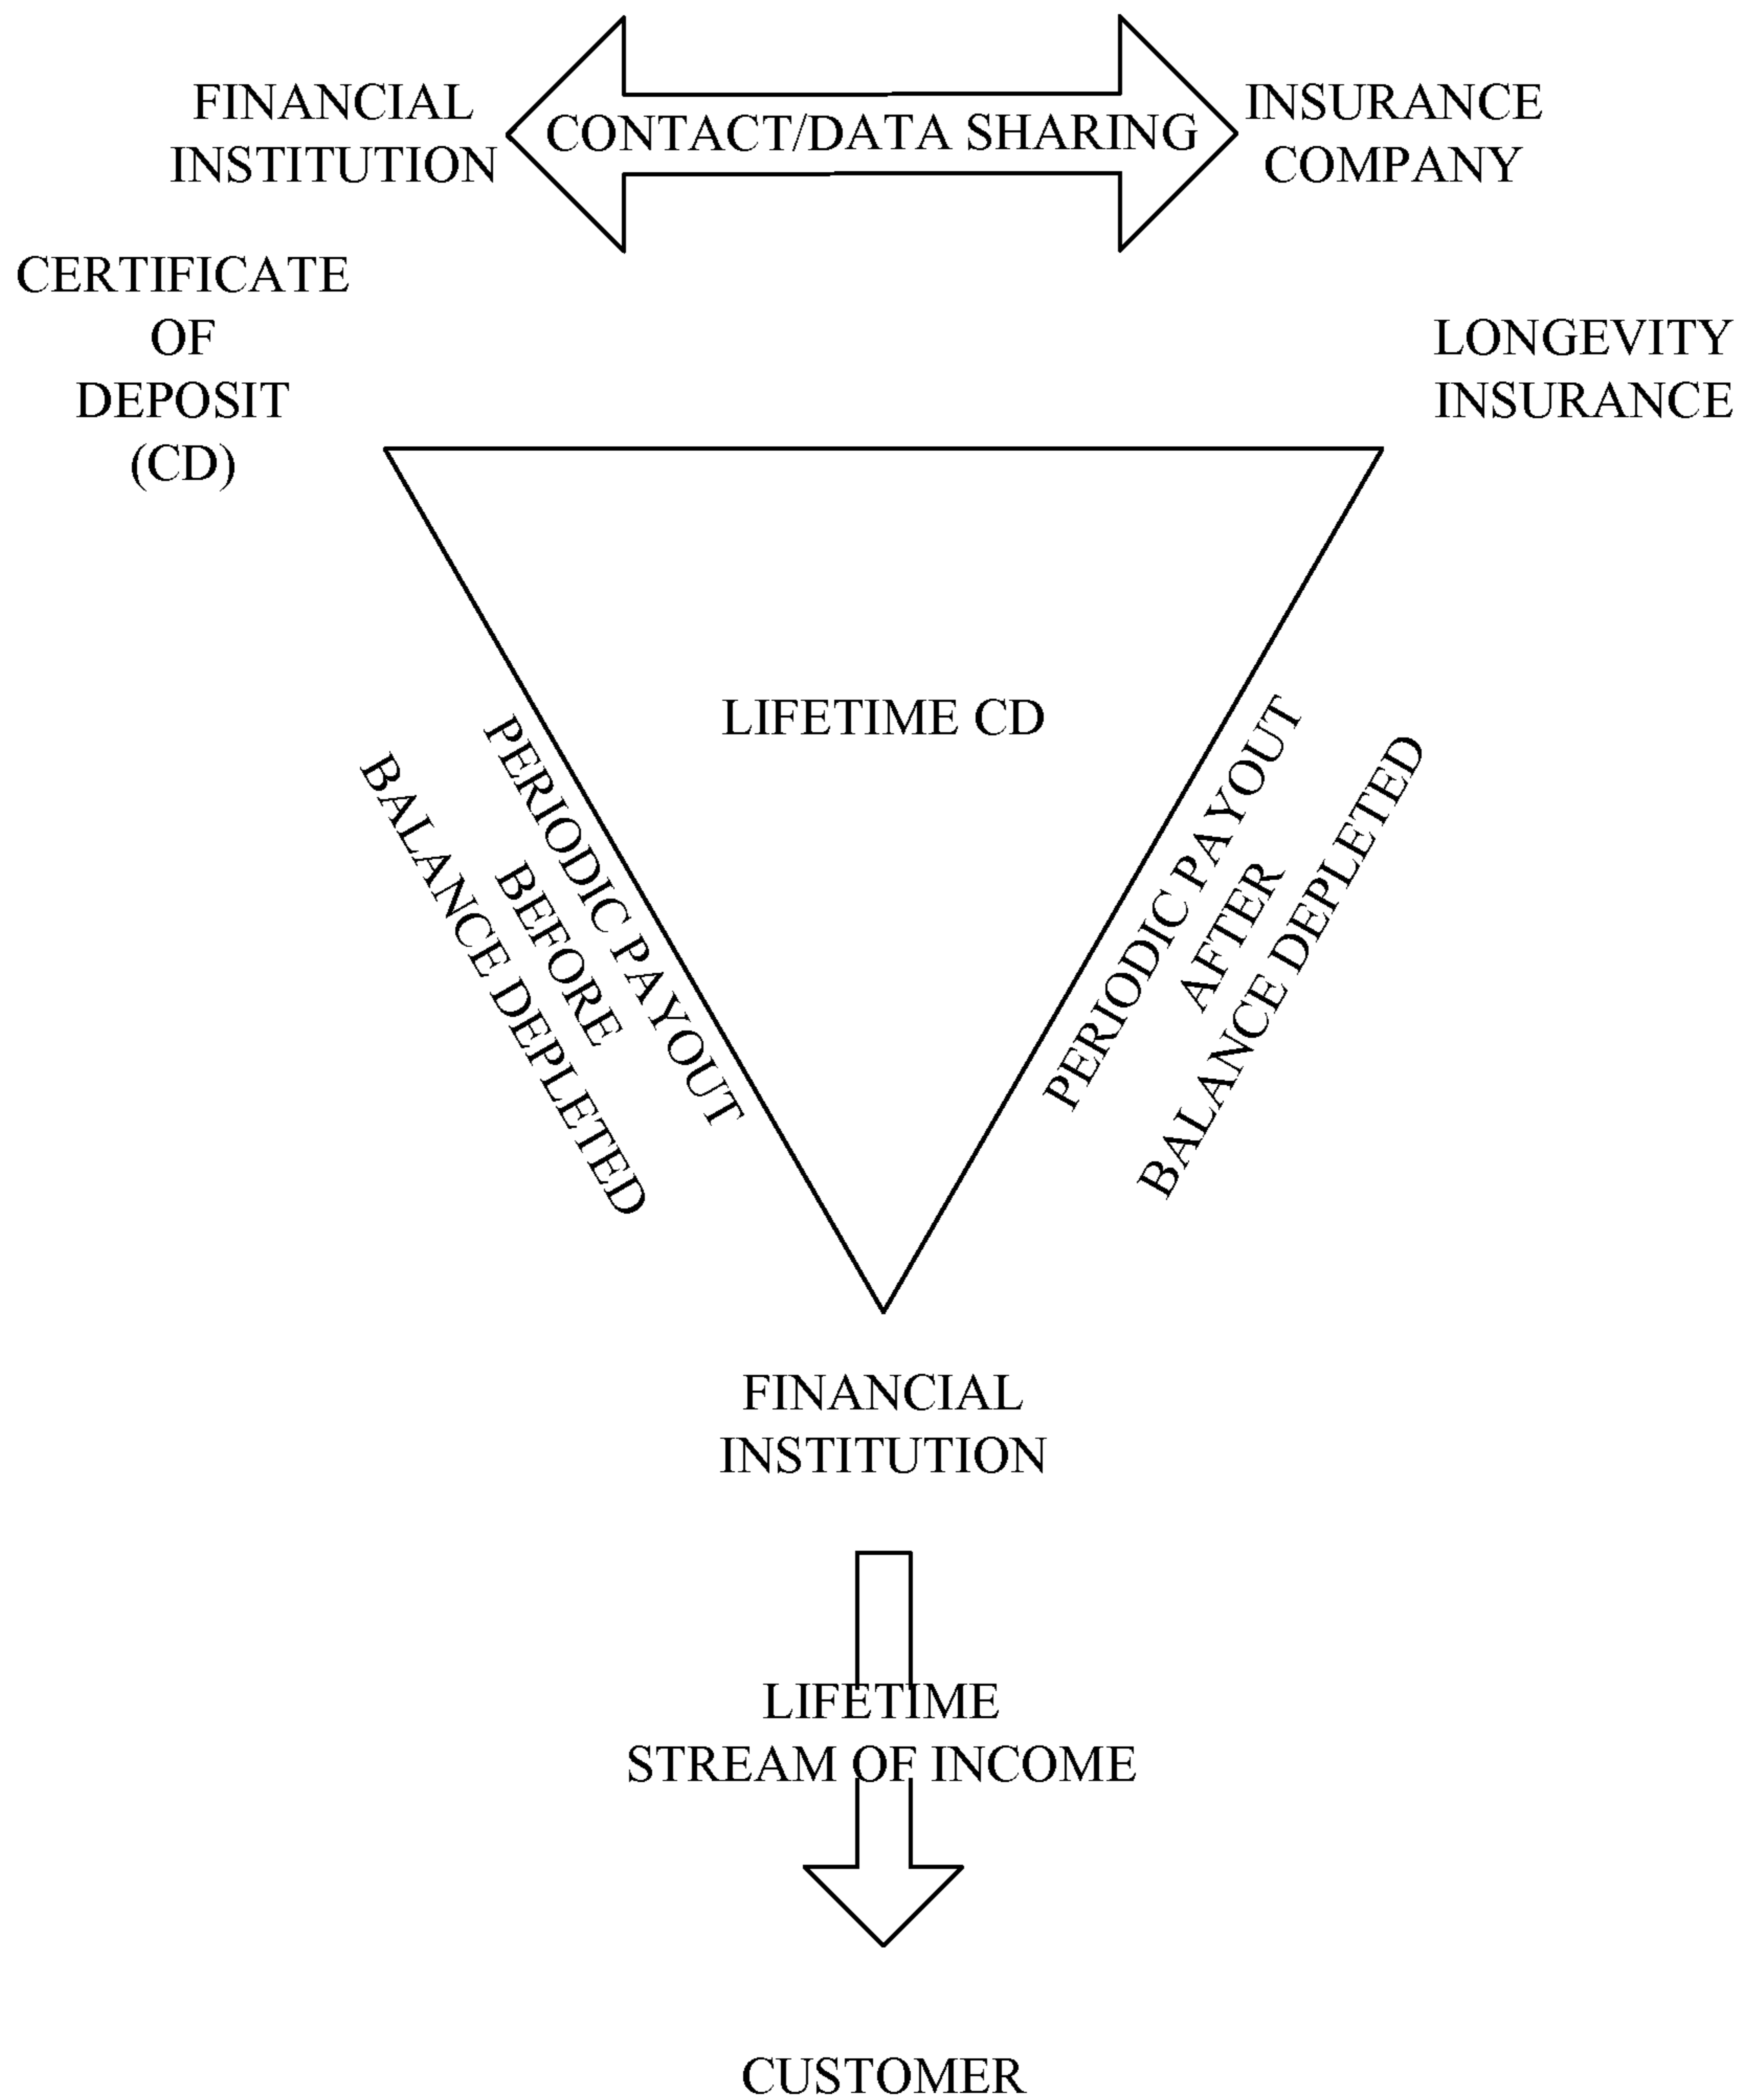 FINANCIAL
INSTITUTION
CONTACT/DATA SHARING
INSURANCE
COMPANY
CERTIFICATE
OF
DEPOSIT
(CD)
LONGEVITY
INSURANCE
LIFETIME CD
PERIODIC PAYOUT
BEFORE
BALANCE DEPLETED
PERIODIC PAYOUT
AFTER
BALANCE DEPLETED
FINANCIAL
INSTITUTION
LIFETIME
STREAM OF INCOME
CUSTOMER